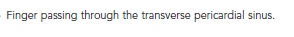 Finger passing through the transverse pericardial sinus.